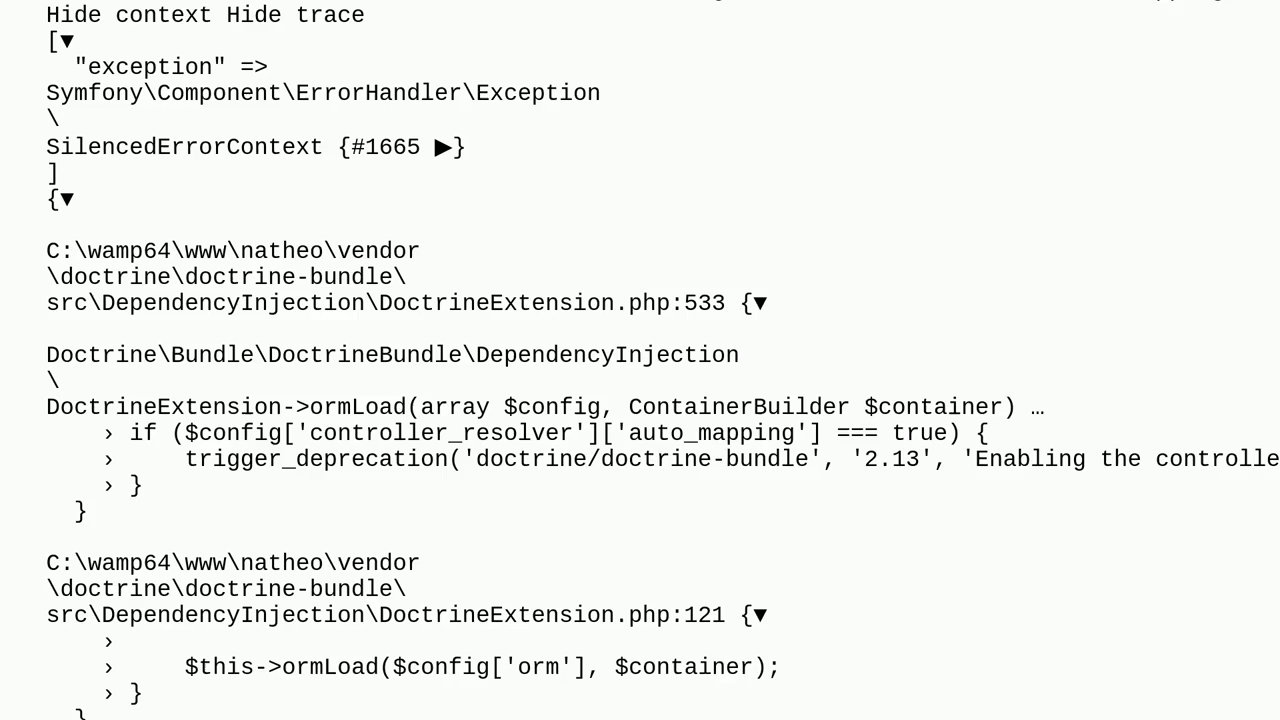 Hide context Hide trace
[▼
"exception" =>
Symfony\Component\ErrorHandler\Exception
\
SilencedErrorContext {#1665 ▶}
]
{▼
C:\wamp64\www\natheo\vendor
\doctrine\doctrine-bundle\
src\DependencyInjection\DoctrineExtension.php:533 {▼
Doctrine\Bundle\DoctrineBundle\DependencyInjection
\
DoctrineExtension->ormLoad(array $config, ContainerBuilder $container) …
› if ($config['controller_resolver']['auto_mapping'] === true) {
›     trigger_deprecation('doctrine/doctrine-bundle', '2.13', 'Enabling the controlle
› }
}
C:\wamp64\www\natheo\vendor
\doctrine\doctrine-bundle\
src\DependencyInjection\DoctrineExtension.php:121 {▼
›
›     $this->ormLoad($config['orm'], $container);
› }
}